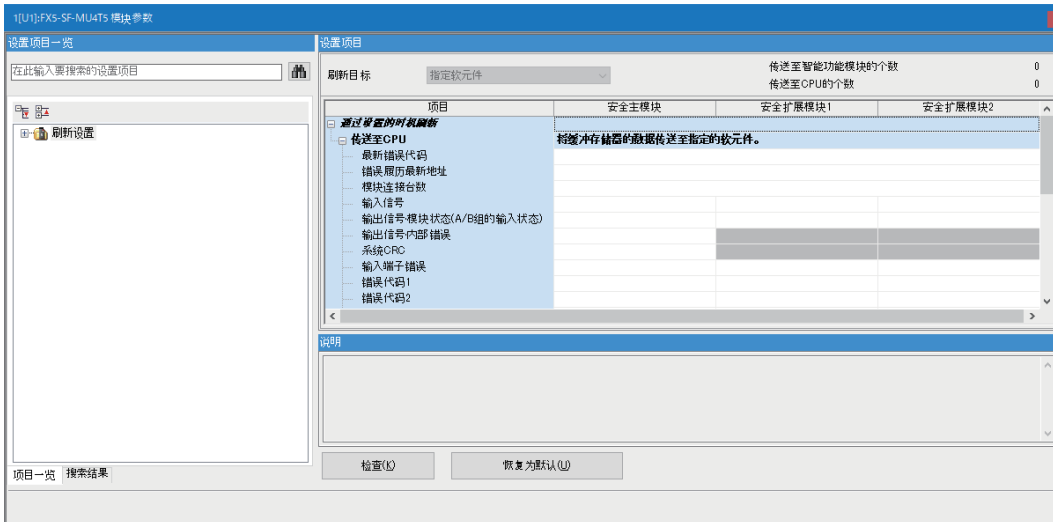 1[U1]:FX5-SF-MU4T5 模块参数
设置项目一览
在此输入要搜索的设置项目
刷新设置
项目一览 搜索结果
设置项目
刷新目标 指定软元件
传送至智能功能模块的个数 0
传送至CPU的个数 0
项目 安全主模块 安全扩展模块1 安全扩展模块2
通过设置的时机刷新
传送至CPU 将缓冲存储器的数据传送至指定的软元件。
最新错误代码
错误履历最新地址
模块连接台数
输入信号
输出信号·模块状态(A/B组的输入状态)
输出信号·内部错误
系统CRC
输入端子错误
错误代码1
错误代码2
说明
检查(K) 恢复为默认(U)